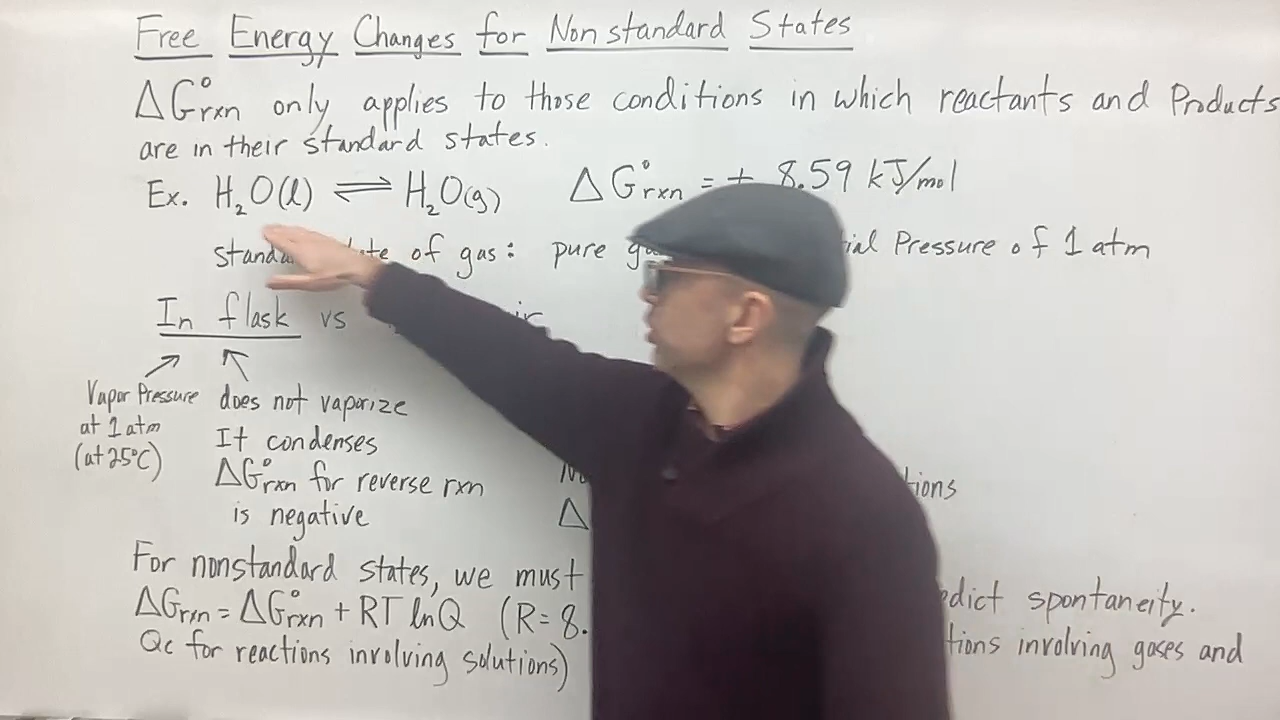 Free Energy Changes for Nonstandard States
ΔG°rxn only applies to those conditions in which reactants and Products
are in their standard states.
Ex. H₂O(l) ⇌ H₂O(g) ΔG°rxn = + 8.59 kJ/mol
of gas: pure Pressure of 1 atm
In flask vs
Vapor Pressure
at 1 atm
(at 25°C)
does not vaporize
It condenses
ΔG°rxn for reverse rxn
is negative
Δ
For nonstandard states, we must spontaneity.
ΔGrxn = ΔG°rxn + RT lnQ (R = 8. involving gases and
Qc for reactions involving solutions)